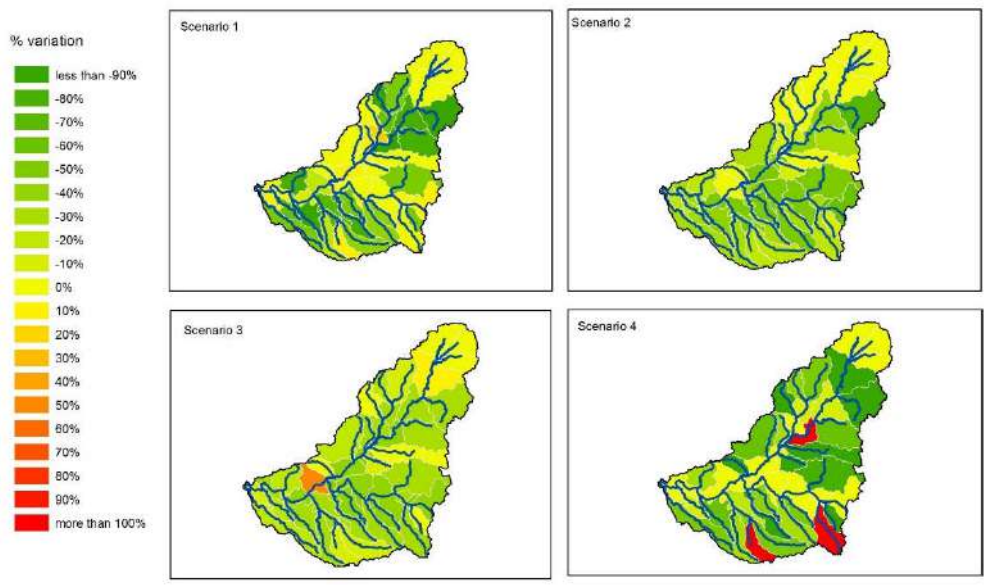 % variation
less than -90%
-80%
-70%
-60%
-50%
-40%
-30%
-20%
-10%
0%
10%
20%
30%
40%
50%
60%
70%
80%
90%
more than 100%
Scenario 1
Scenario 2
Scenario 3
Scenario 4